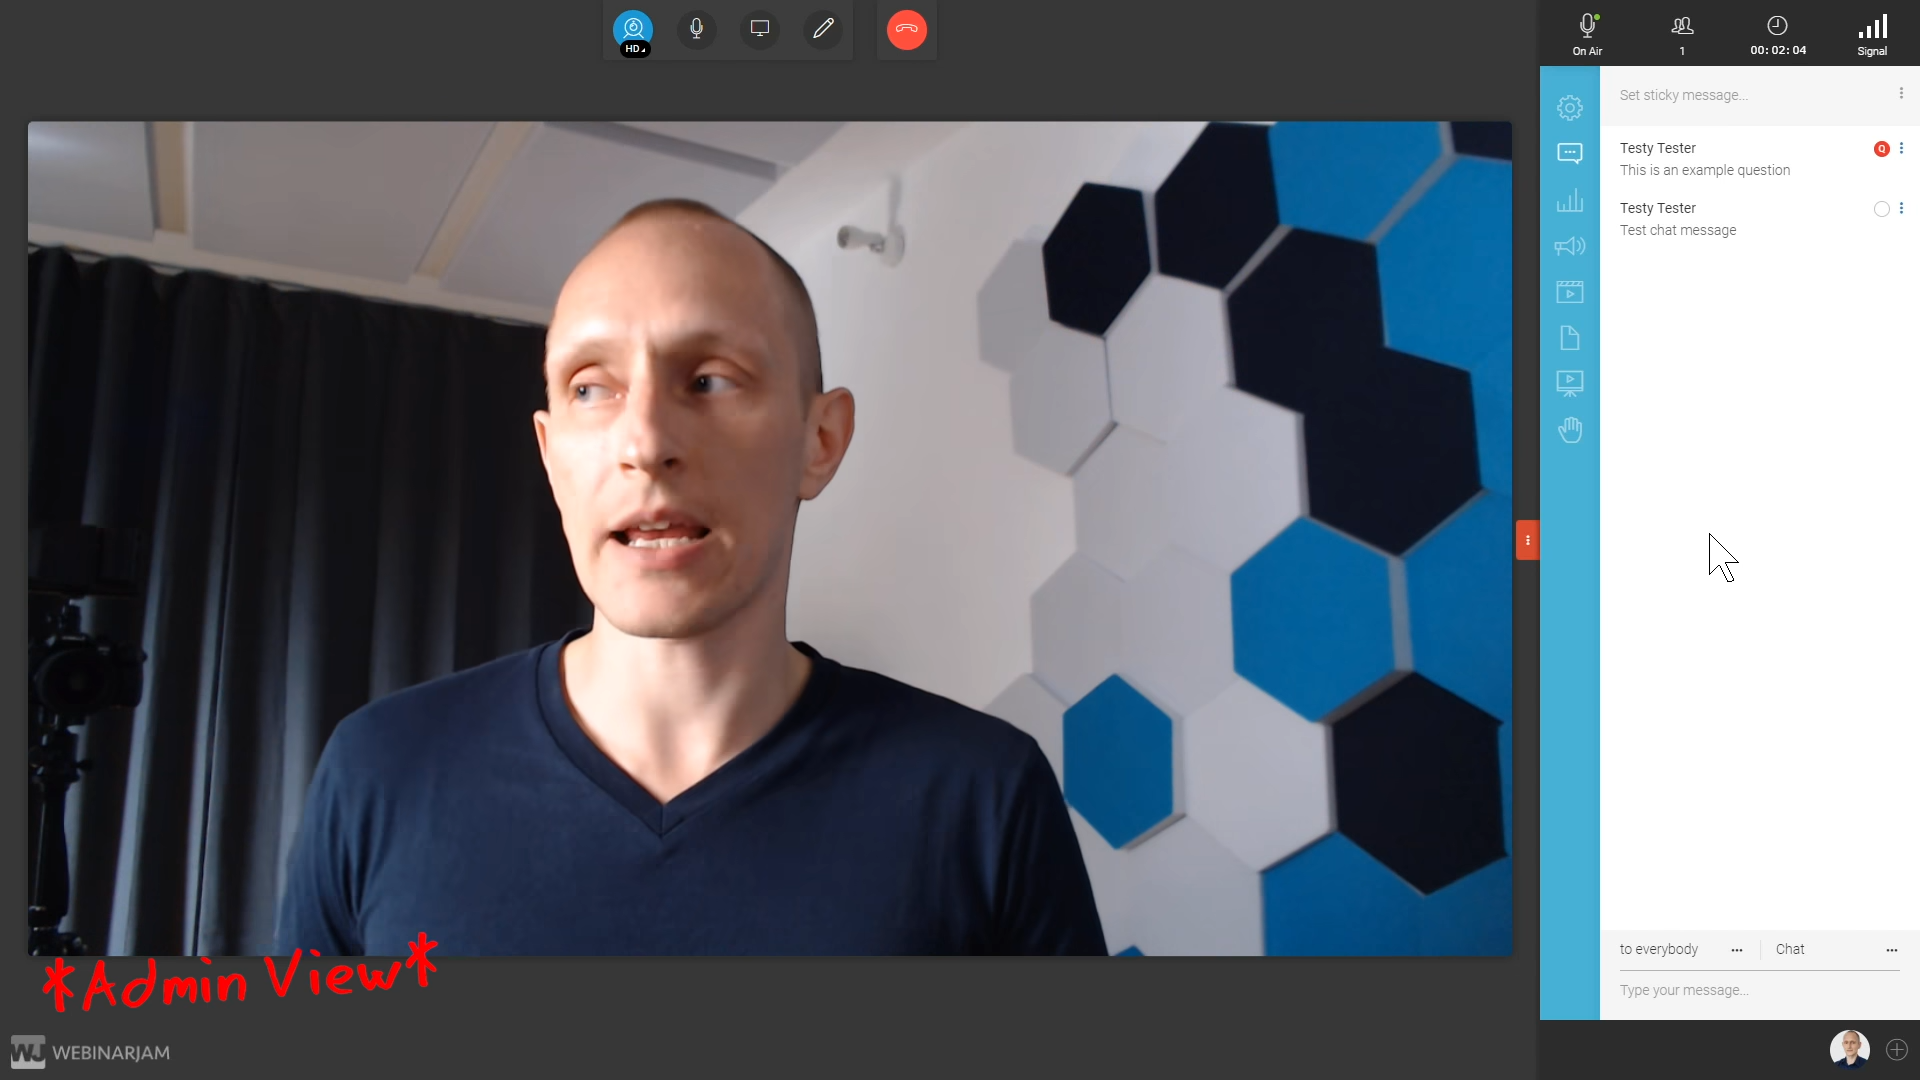 HD
On Air
1
00:02:04
Signal
Set sticky message...
Testy Tester
Q
This is an example question
Testy Tester
Test chat message
to everybody
Chat
Type your message...
*Admin View*
WJ WEBINARJAM